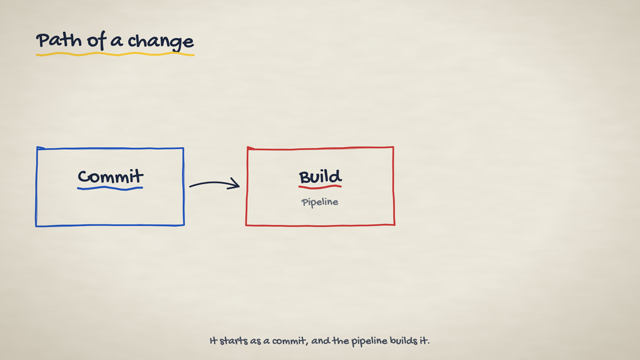 Path of a change
Commit
Build
Pipeline
It starts as a commit, and the pipeline builds it.